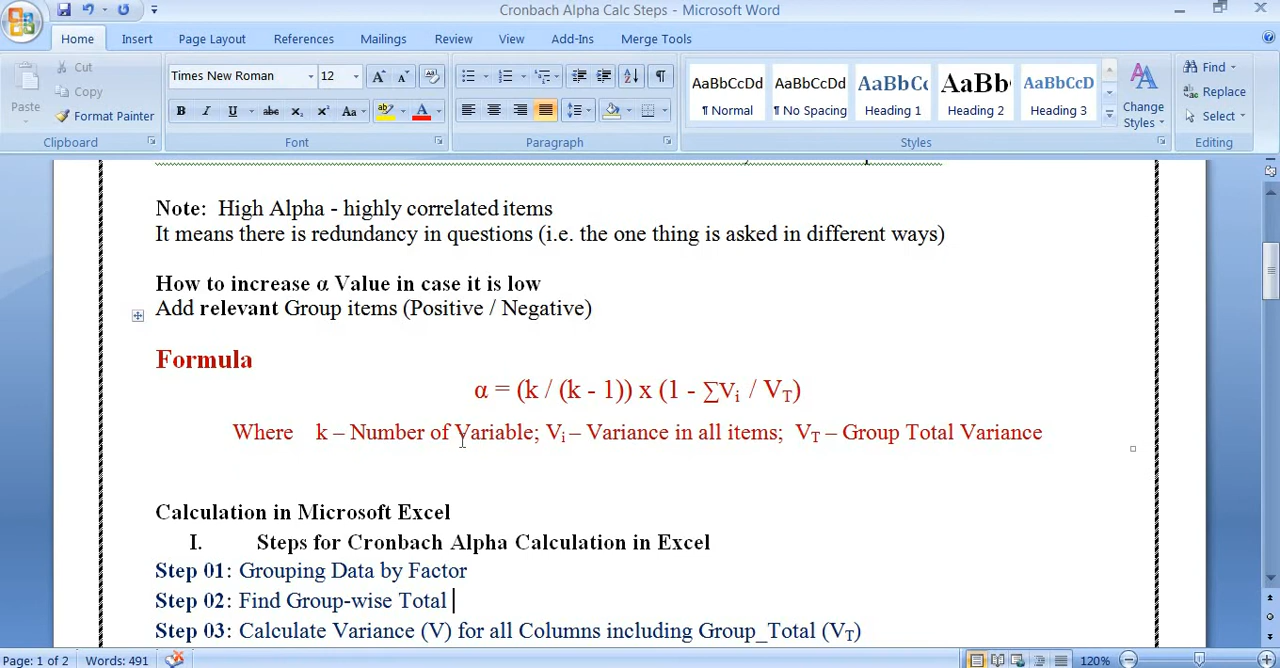 Cronbach Alpha Calc Steps - Microsoft Word
Home Insert Page Layout References Mailings Review View Add-Ins Merge Tools
Paste
Cut
Copy
Format Painter
Clipboard
Times New Roman 12
Font
Paragraph
AaBbCcDd AaBbCcDd AaBbCc AaBb( AaBbCcD
¶ Normal ¶ No Spacing Heading 1 Heading 2 Heading 3
Change Styles
Styles
Find
Replace
Select
Editing
Note: High Alpha - highly correlated items
It means there is redundancy in questions (i.e. the one thing is asked in different ways)
How to increase α Value in case it is low
Add relevant Group items (Positive / Negative)
Formula
α = (k / (k - 1)) x (1 - ∑Vi / VT)
Where k – Number of Variable; Vi – Variance in all items; VT – Group Total Variance
Calculation in Microsoft Excel
I. Steps for Cronbach Alpha Calculation in Excel
Step 01: Grouping Data by Factor
Step 02: Find Group-wise Total
Step 03: Calculate Variance (V) for all Columns including Group_Total (VT)
Page: 1 of 2 Words: 491 120%